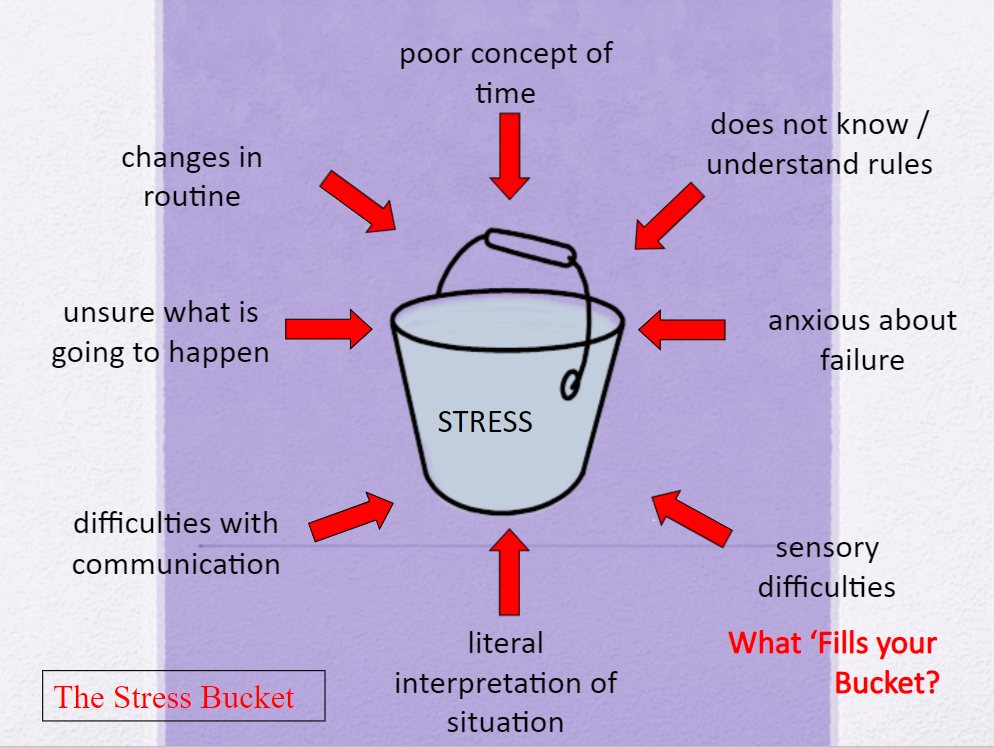 poor concept of
time
does not know /
understand rules
changes in
routine
unsure what is
going to happen
anxious about
failure
STRESS
difficulties with
communication
sensory
difficulties
literal
interpretation of
situation
What ‘Fills your
Bucket?
The Stress Bucket